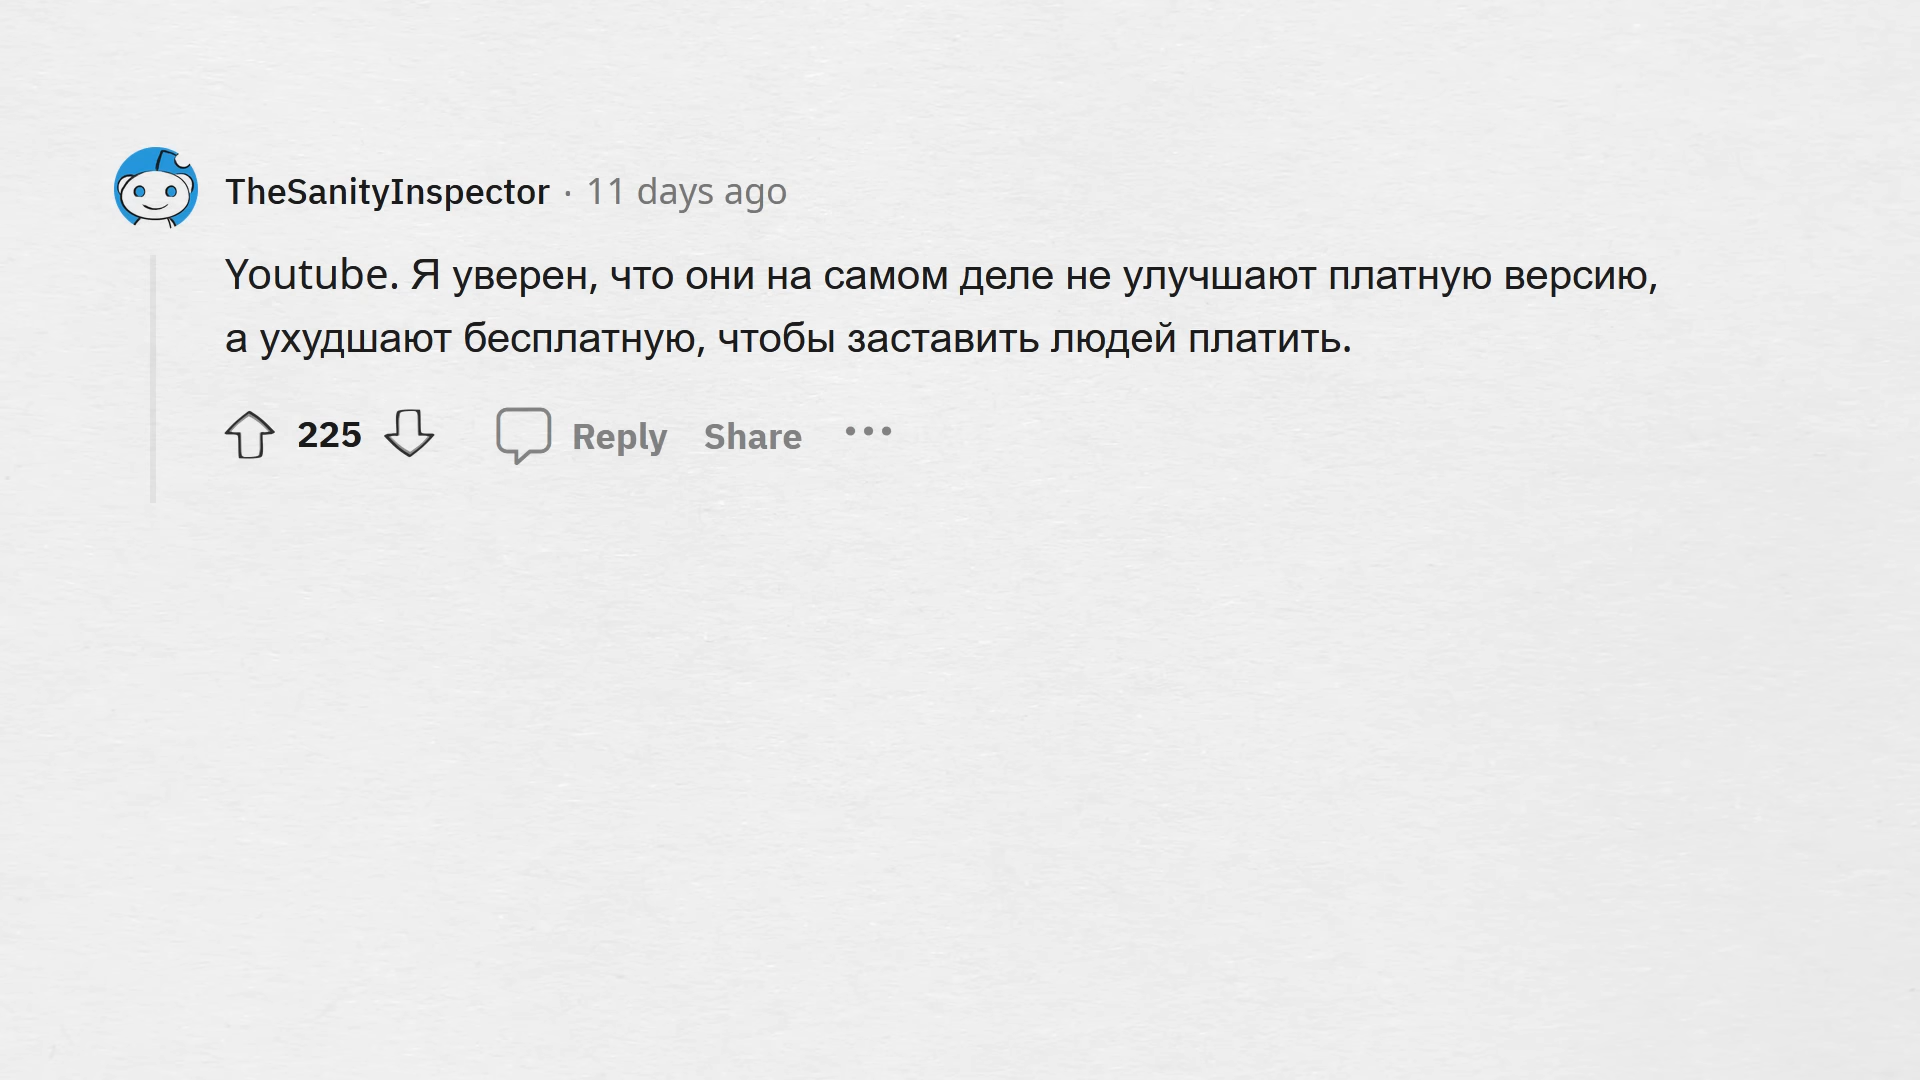 TheSanityInspector · 11 days ago
Youtube. Я уверен, что они на самом деле не улучшают платную версию,
а ухудшают бесплатную, чтобы заставить людей платить.
225 Reply Share